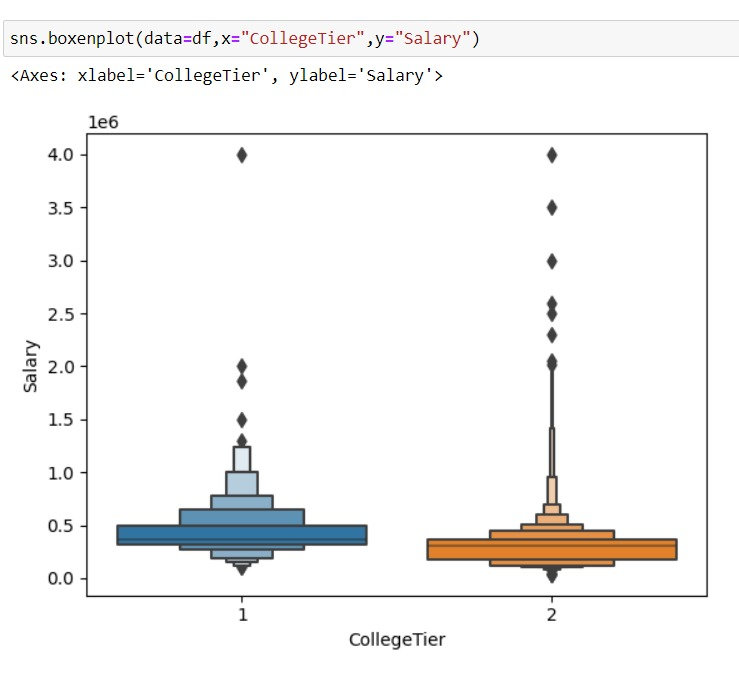 sns.boxenplot(data=df,x="CollegeTier",y="Salary")
<Axes: xlabel='CollegeTier', ylabel='Salary'>
1e6
4.0
3.5
3.0
2.5
2.0
1.5
1.0
0.5
0.0
Salary
1 2
CollegeTier